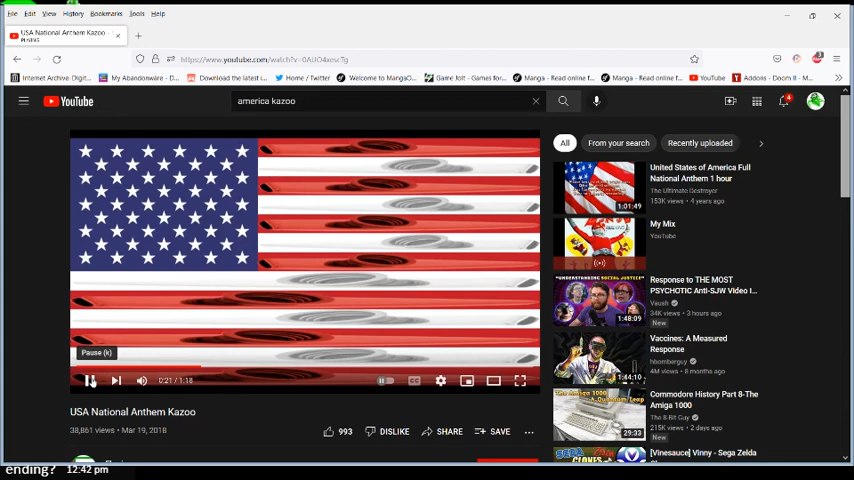 File Edit View History Bookmarks Tools Help
USA National Anthem Kazoo
PLAYING
Internet Archive: Digit... My Abandonware - D... Download the latest i... Home / Twitter Welcome to MangaD... Game Jolt - Games for... Manga - Read online f... Manga - Read online f... YouTube Addons - Doom II - M...
YouTube
america kazoo
4
All From your search Recently uploaded
United States of America Full
National Anthem 1 hour
The Ultimate Destroyer
153K views • 4 years ago
1:01:49
My Mix
YouTube
"UNDERSTANDING SOCIAL JUSTICE"
Response to THE MOST
PSYCHOTIC Anti-SJW Video I...
Vaush
34K views • 3 hours ago
New
1:48:09
Vaccines: A Measured
Response
hbomberguy
4M views • 8 months ago
1:44:10
Commodore History Part 8-The
Amiga 1000
The 8-Bit Guy
215K views • 2 days ago
New
29:33
[Vinesauce] Vinny - Sega Zelda
Pause (k)
0:21 / 1:18
USA National Anthem Kazoo
38,861 views • Mar 19, 2018
993 DISLIKE SHARE SAVE
ending? 12:42 pm